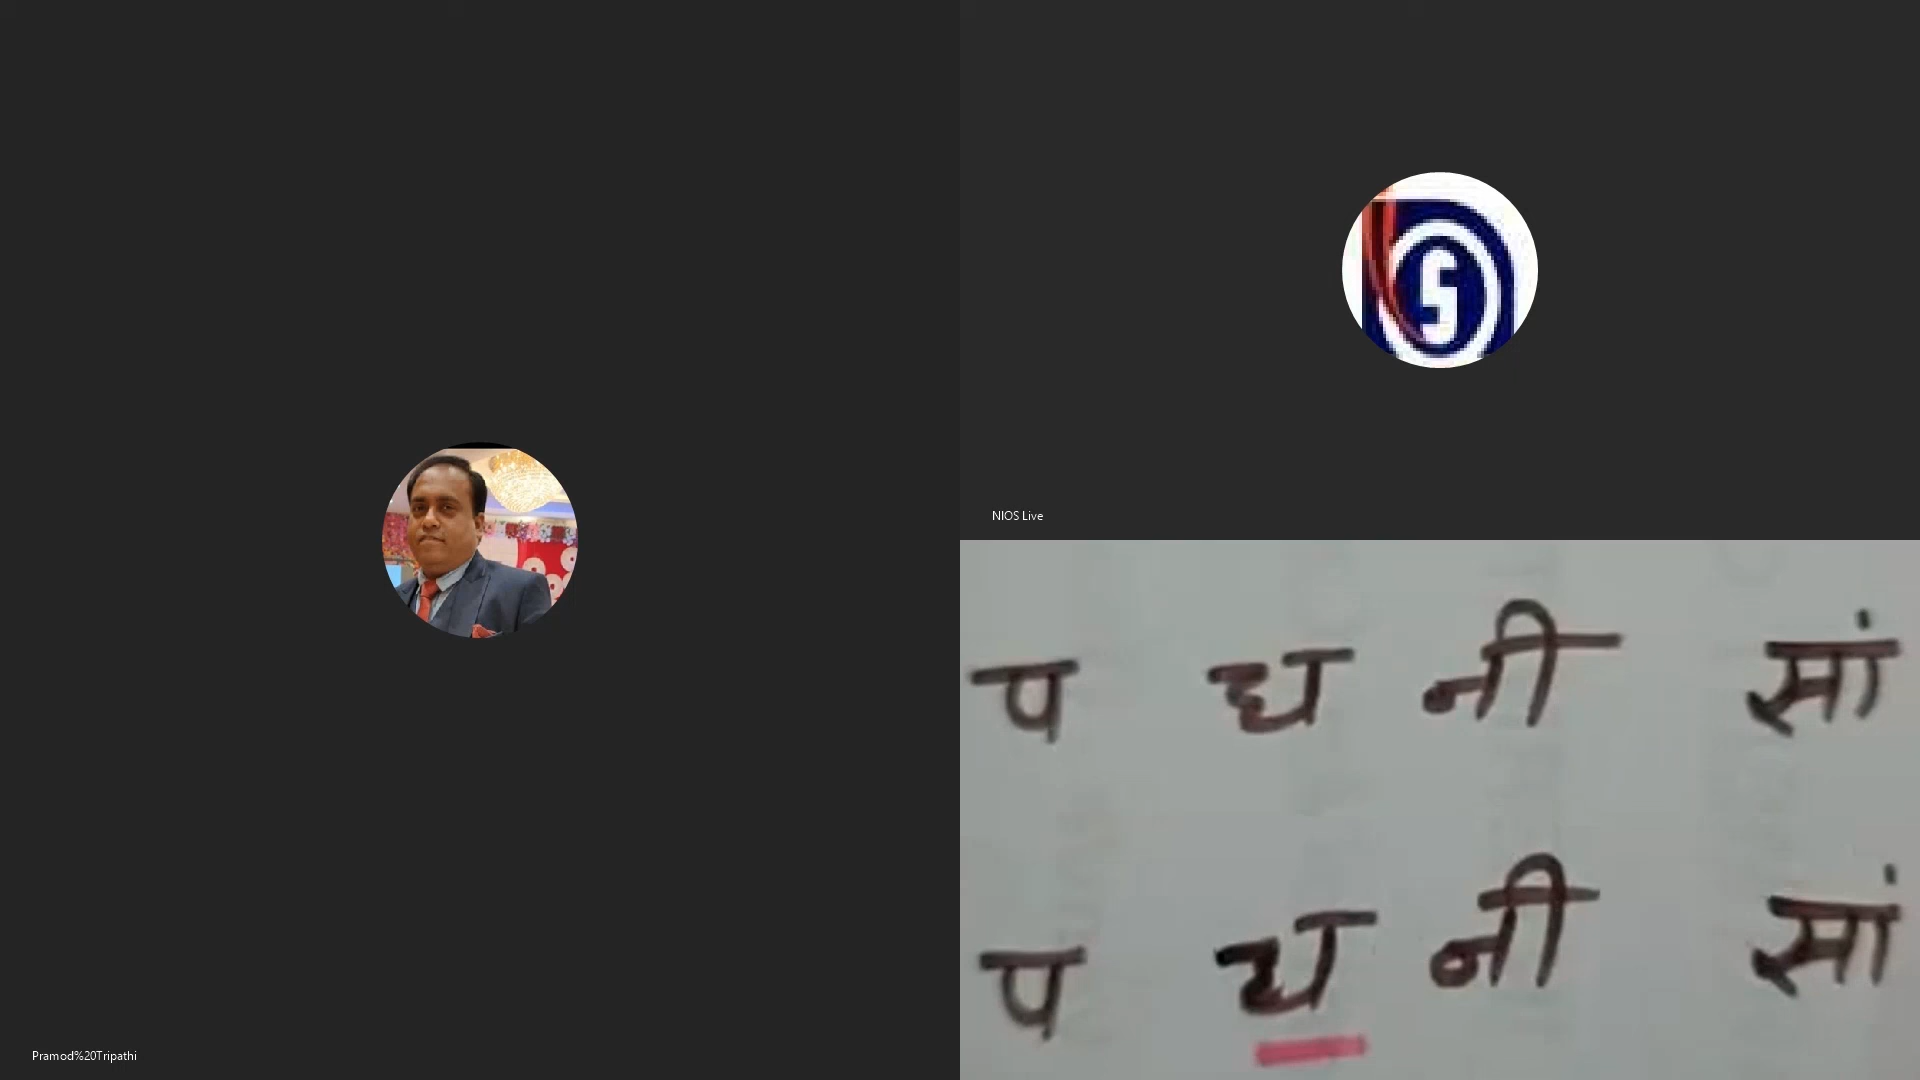 NIOS Live
प ध नी सां
प ध नी सां
Pramod%20Tripathi